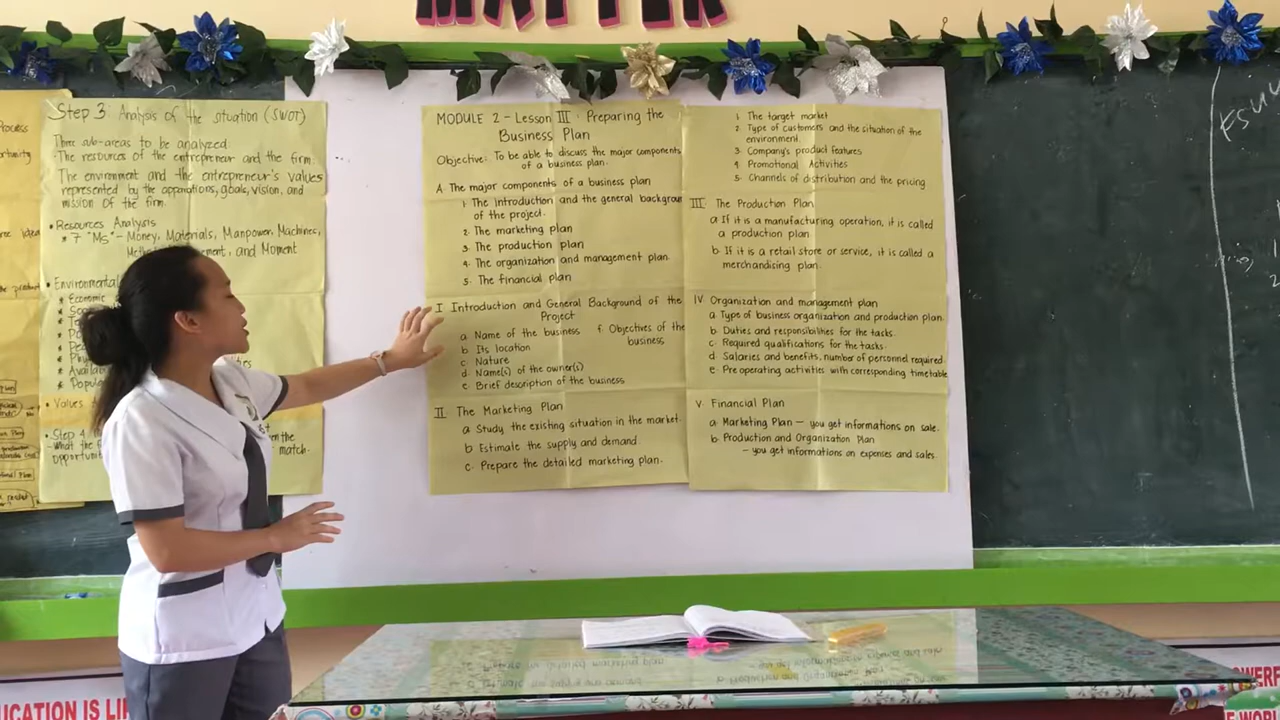 MATTER
Process
Step 3 Analysis of the situation (SWOT)
Three sub-areas to be analyzed:
· The resources of the entrepreneur and the firm.
The environment and the entrepreneur's values
represented by the
goals, vision, and
mission of the firm.
• Resources Analysis
* 7 "Ms" - Money, Materials, Manpower, Machines,
and Moment
• Environmental
* Economic
• Values
• Step 4
match.
MODULE 2 - Lesson III : Preparing the
Business Plan
Objective: To be able to discuss the major components
of a business plan.
A. The major components of a business plan
1. The introduction and the general backgroun
of the project.
2. The marketing plan
3. The production plan
4. The organization and management plan.
5. The financial plan
I Introduction and General Background of the
Project
a Name of the business
b Its location
c. Nature
d. Name(s) of the owner(s)
e. Brief description of the business
f. Objectives of the
business
II. The Marketing Plan
a Study the existing situation in the market.
b Estimate the supply and demand.
c. Prepare the detailed marketing plan.
1. The target market
2. Type of customers and the situation of the
environment
3. Company's product features
4. Promotional Activities
5. Channels of distribution and the pricing
III. The Production Plan
a. If it is a manufacturing operation, it is called
a production plan
b. If it is a retail store or service, it is called a
merchandising plan.
IV Organization and management plan
a Type of business organization and production plan.
b. Duties and responsibilities for the tasks.
c. Required qualifications for the tasks.
d Salaries and benefits, number of personnel required.
e. Pre operating activities with corresponding timetable
V. Financial Plan
a. Marketing Plan - you get informations on sale.
b. Production and Organization Plan
- you get informations on expenses and sales.
EDUCATION IS